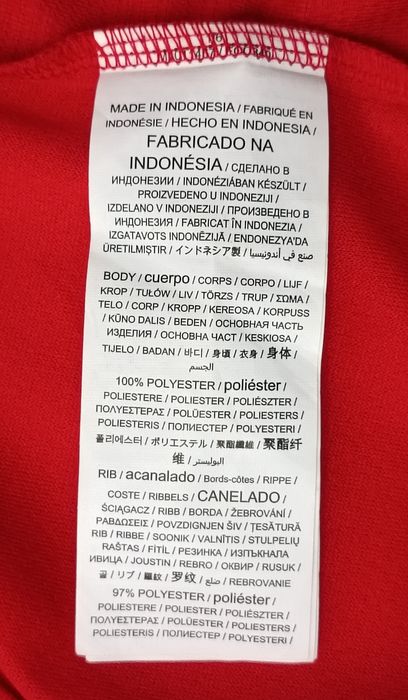 MADE IN INDONESIA / FABRIQUÉ EN
INDONÉSIE / HECHO EN INDONESIA /
FABRICADO NA
INDONÉSIA / СДЕЛАНО В
ИНДОНЕЗИИ / INDONÉZIÁBAN KÉSZÜLT /
PROIZVEDENO U INDONEZIJI /
IZDELANO V INDONEZIJI / ПРОИЗВЕДЕНО В
ИНДОНЕЗИЯ / FABRICAT ÎN INDONEZIA /
IZGATAVOTS INDONĒZIJĀ / ENDONEZYA'DA
ÜRETILMIŞTIR / インドネシア製 / صنع في أندونيسيا
BODY / cuerpo / CORPS / CORPO / LIJF /
KROP / TUŁÓW / LIV / TÖRZS / TRUP / ΣΩΜΑ /
TELO / CORP / KROPP / KEREOSA / KORPUSS
/ KŪNO DALIS / BEDEN / ОСНОВНАЯ ЧАСТЬ
ИЗДЕЛИЯ / ОСНОВНА ЧАСТ / KESKIOSA /
TIJELO / BADAN / 바디 / 身頃 / 衣身 / 身体 /
الجسم
100% POLYESTER / poliéster /
POLIESTERE / POLIESTER / POLIÉSZTER /
ΠΟΛΥΕΣΤΕΡΑΣ / POLÜESTER / POLIESTERS /
POLIESTERIS / ПОЛИЕСТЕР / POLYESTERI /
폴리에스터 / ポリエステル / 聚酯纖維 / 聚酯纤
维 / البوليستر
RIB / acanalado / Bords-côtes / RIPPE /
COSTE / RIBBELS / CANELADO /
ŚCIĄGACZ / RIBB / BORDA / ŽEBROVÁNÍ /
ΡΑΒΔΩΣΕΙΣ / POVZDIGNJEN ŠIV / ȚESĂTURĂ
RIB / RIBBE / SOONIK / VALNĪTIS / STULPELIŲ
RAŠTAS / FİTİL / РЕЗИНКА / ИЗПЪКНАЛА
ИВИЦА / JOUSTIN / REBRO / ОКВИР / RUSUK /
골 / リブ / 羅紋 / 罗纹 / ضلع / REBROVANIE
97% POLYESTER / poliéster /
POLIESTERE / POLIESTER / POLIÉSZTER /
ΠΟΛΥΕΣΤΕΡΑΣ / POLÜESTER / POLIESTERS /
POLIESTERIS / ПОЛИЕСТЕР / POLYESTERI /